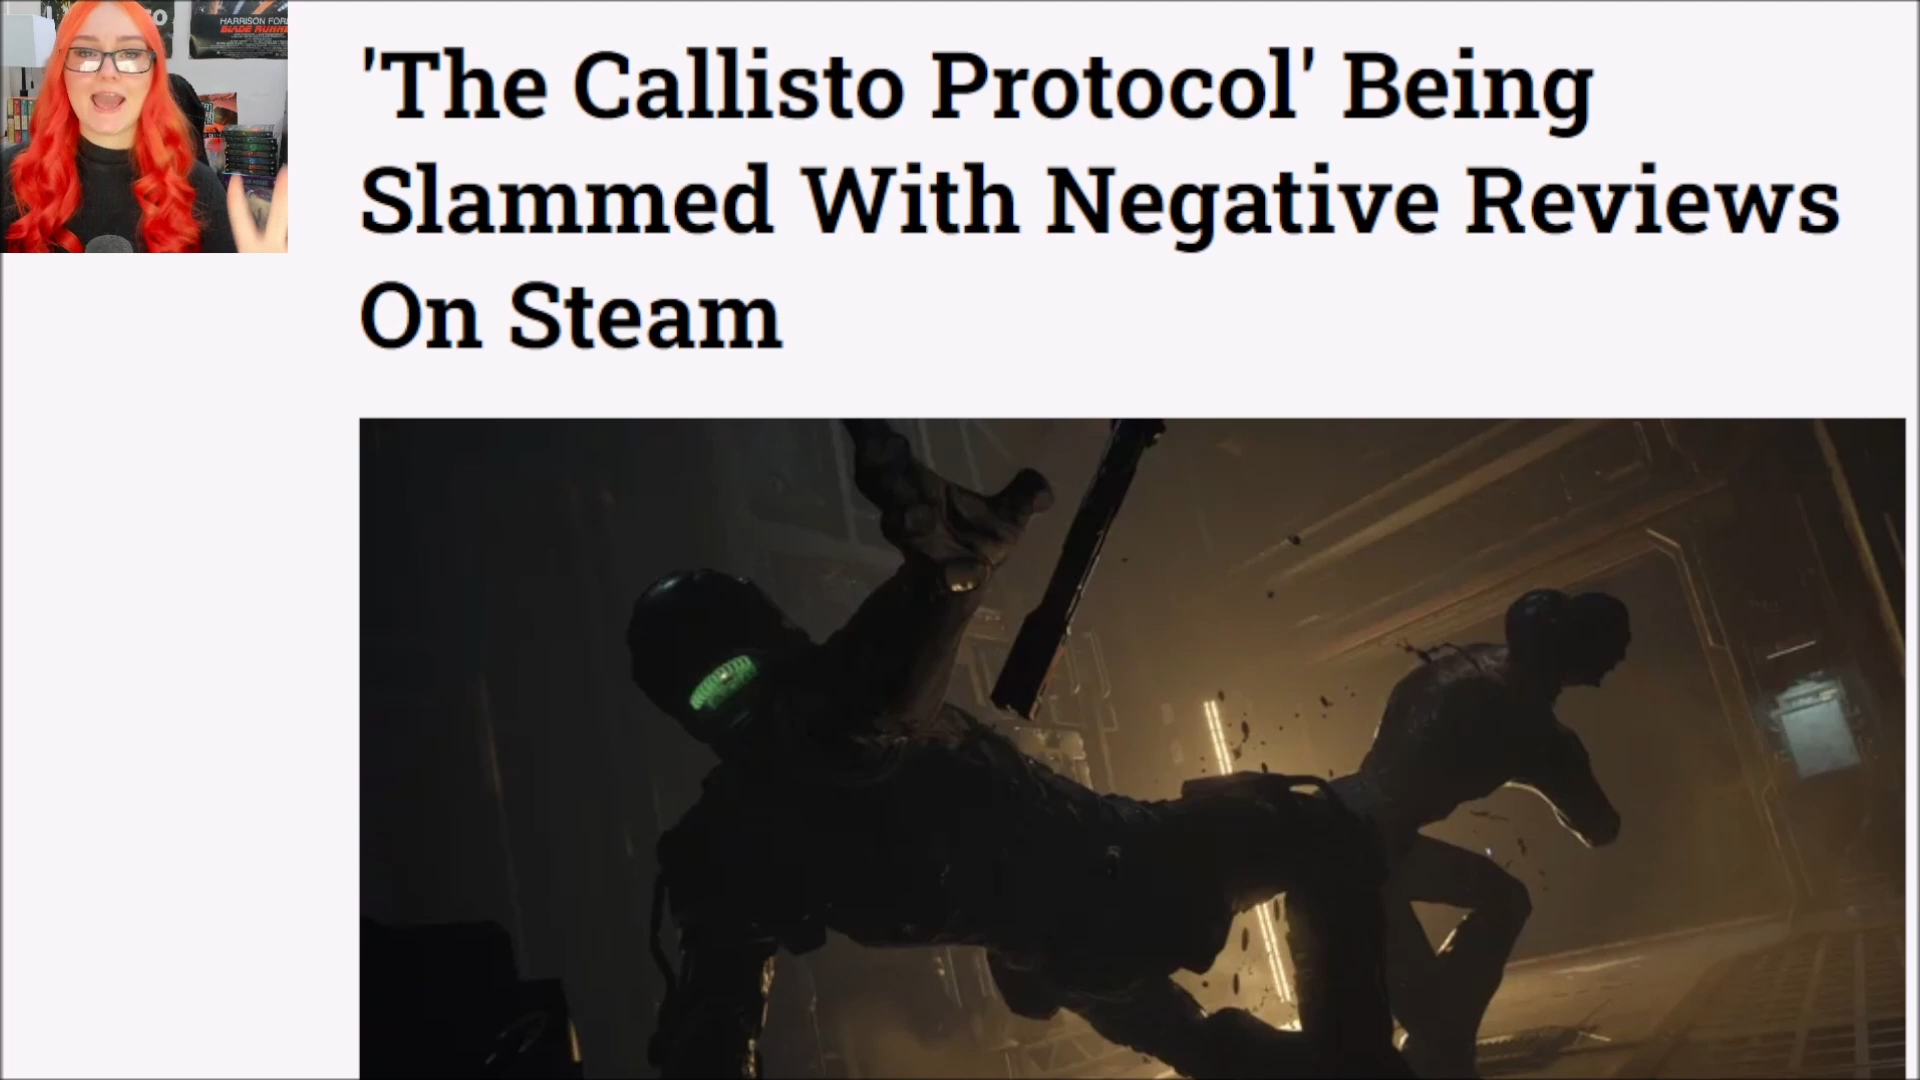 HARRISON FORD
BLADE RUNNER
'The Callisto Protocol' Being
Slammed With Negative Reviews
On Steam